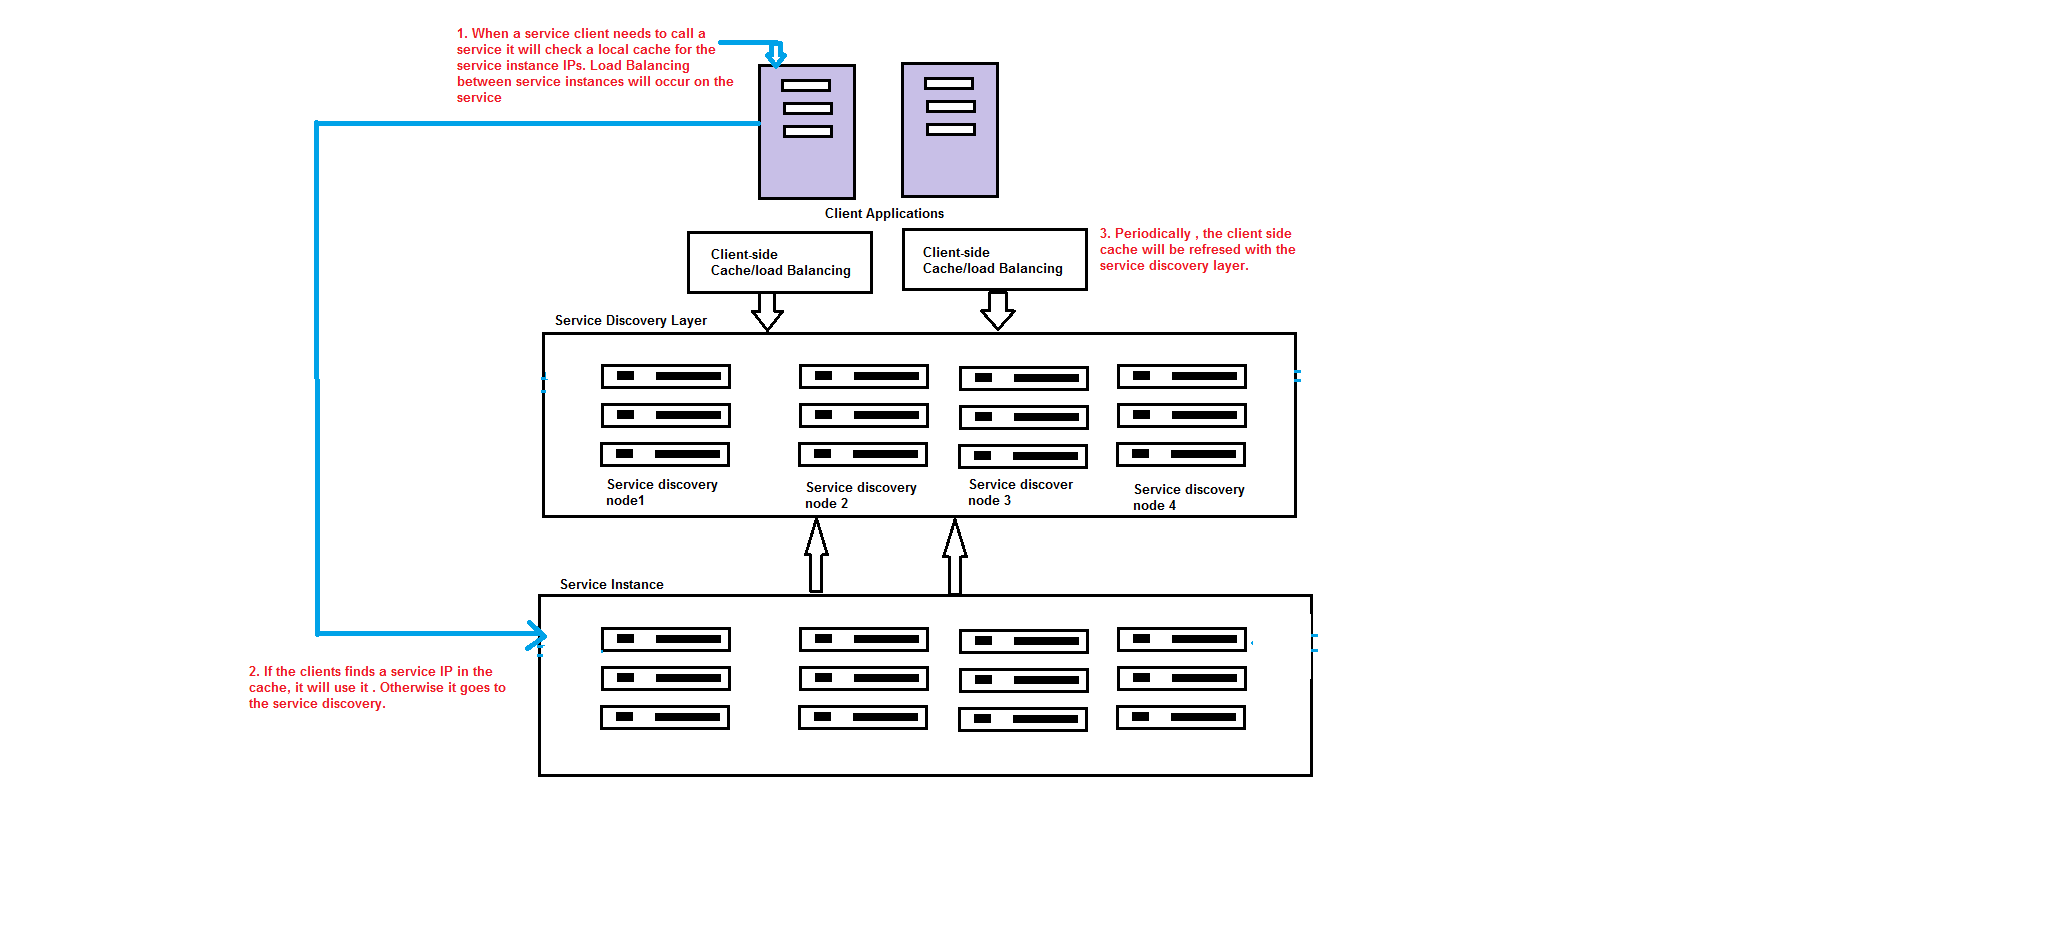 1. When a service client needs to call a
service it will check a local cache for the
service instance IPs. Load Balancing
between service instances will occur on the
service
Client Applications
Client-side
Cache/load Balancing
Client-side
Cache/load Balancing
3. Periodically , the client side
cache will be refresed with the
service discovery layer.
Service Discovery Layer
Service discovery
node1
Service discovery
node 2
Service discover
node 3
Service discovery
node 4
Service Instance
2. If the clients finds a service IP in the
cache, it will use it . Otherwise it goes to
the service discovery.